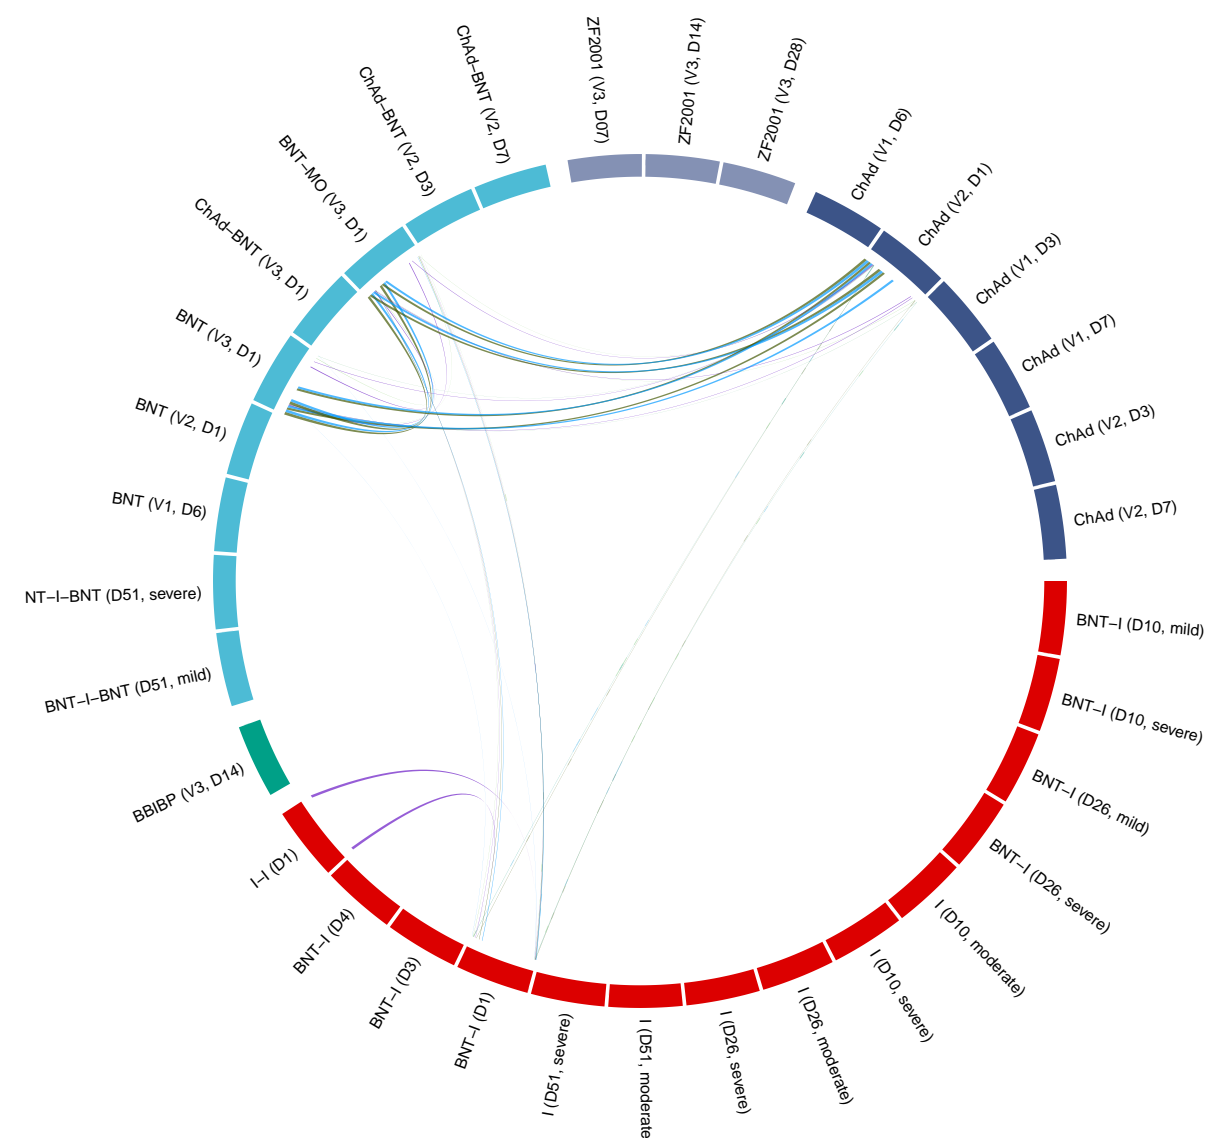 ZF2001 (V3, D07)
ZF2001 (V3, D14)
ZF2001 (V3, D28)
ChAd (V1, D6)
ChAd (V2, D1)
ChAd (V1, D3)
ChAd (V1, D7)
ChAd (V2, D3)
ChAd (V2, D7)
BNT–I (D10, mild)
BNT–I (D10, severe)
BNT–I (D26, mild)
BNT–I (D26, severe)
I (D10, moderate)
I (D10, severe)
I (D26, moderate)
I (D26, severe)
I (D51, moderate
I (D51, severe)
BNT–I (D1)
BNT–I (D3)
BNT–I (D4)
I–I (D1)
BBIBP (V3, D14)
BNT–I–BNT (D51, mild)
NT–I–BNT (D51, severe)
BNT (V1, D6)
BNT (V2, D1)
BNT (V3, D1)
ChAd–BNT (V3, D1)
BNT–MO (V3, D1)
ChAd–BNT (V2, D3)
ChAd–BNT (V2, D7)